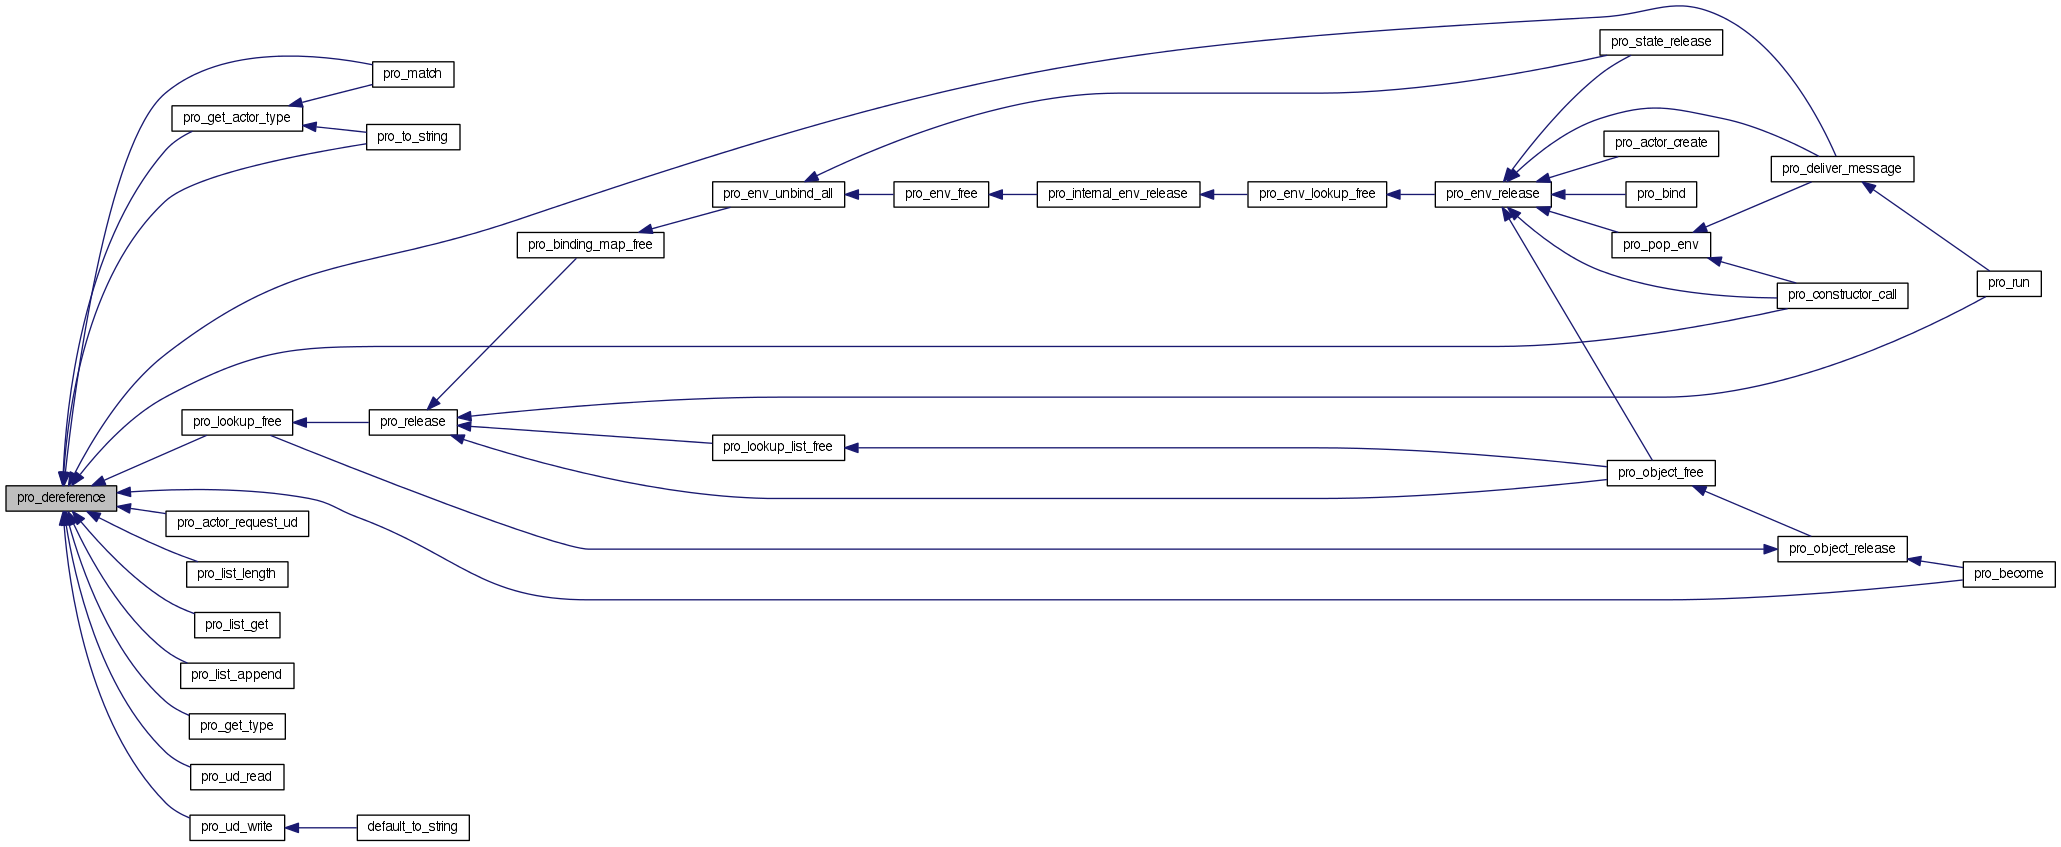 pro_state_release
pro_match
pro_get_actor_type
pro_to_string
pro_actor_create
pro_deliver_message
pro_env_unbind_all
pro_env_free
pro_internal_env_release
pro_env_lookup_free
pro_env_release
pro_bind
pro_binding_map_free
pro_pop_env
pro_run
pro_constructor_call
pro_lookup_free
pro_release
pro_lookup_list_free
pro_object_free
pro_dereference
pro_actor_request_ud
pro_object_release
pro_list_length
pro_become
pro_list_get
pro_list_append
pro_get_type
pro_ud_read
pro_ud_write
default_to_string